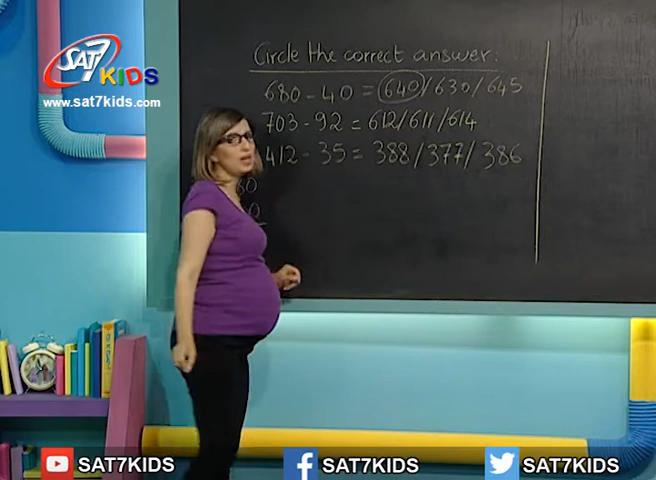 SAT7
KIDS
www.sat7kids.com
Circle the correct answer:
680 - 40 = 640/630/645
703 - 92 = 612/611/614
412 - 35 = 388/377/386
SAT7KIDS
SAT7KIDS
SAT7KIDS